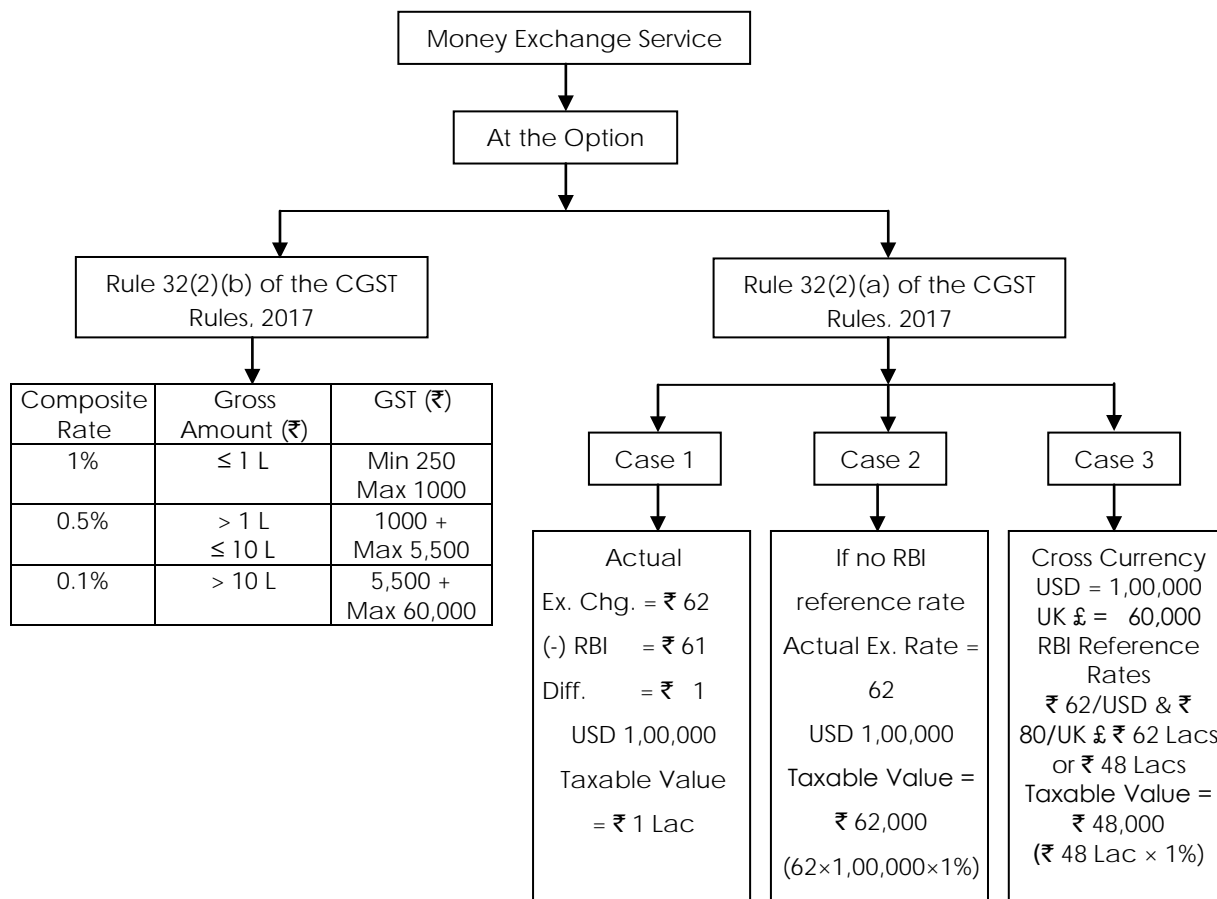 Money Exchange Service
At the Option
Rule 32(2)(b) of the CGST
Rules. 2017
Rule 32(2)(a) of the CGST
Rules. 2017
Composite Rate
Gross Amount (₹)
GST (₹)
1%
≤ 1 L
Min 250
Max 1000
0.5%
> 1 L
≤ 10 L
1000 +
Max 5,500
0.1%
> 10 L
5,500 +
Max 60,000
Case 1
Case 2
Case 3
Actual
Ex. Chg. = ₹ 62
(-) RBI = ₹ 61
Diff. = ₹ 1
USD 1,00,000
Taxable Value
= ₹ 1 Lac
If no RBI
reference rate
Actual Ex. Rate =
62
USD 1,00,000
Taxable Value =
₹ 62,000
(62×1,00,000×1%)
Cross Currency
USD = 1,00,000
UK £ = 60,000
RBI Reference
Rates
₹ 62/USD & ₹
80/UK £ ₹ 62 Lacs
or ₹ 48 Lacs
Taxable Value =
₹ 48,000
(₹ 48 Lac × 1%)